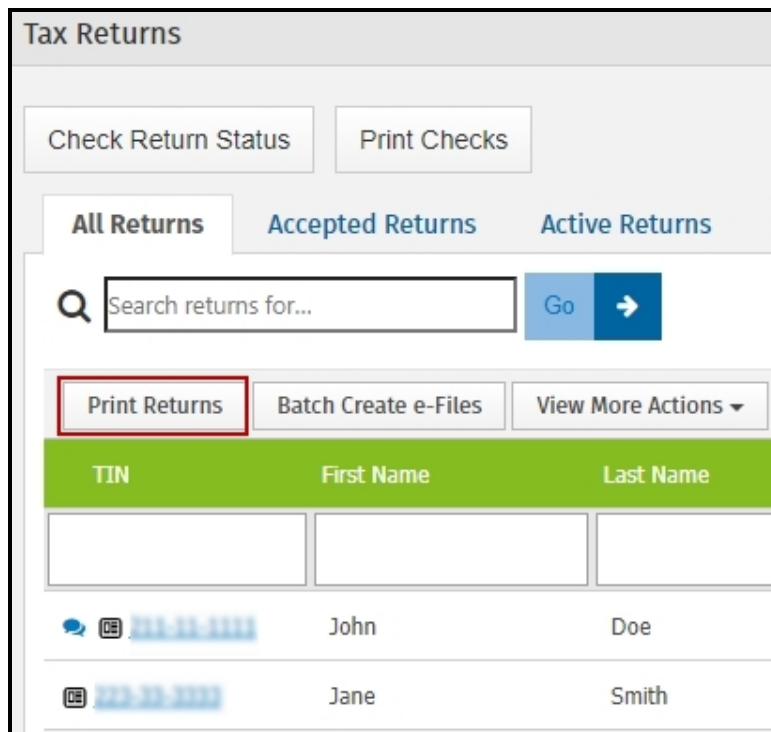 Tax Returns
Check Return Status Print Checks
All Returns Accepted Returns Active Returns
Search returns for... Go
Print Returns Batch Create e-Files View More Actions
TIN First Name Last Name
John Doe
Jane Smith